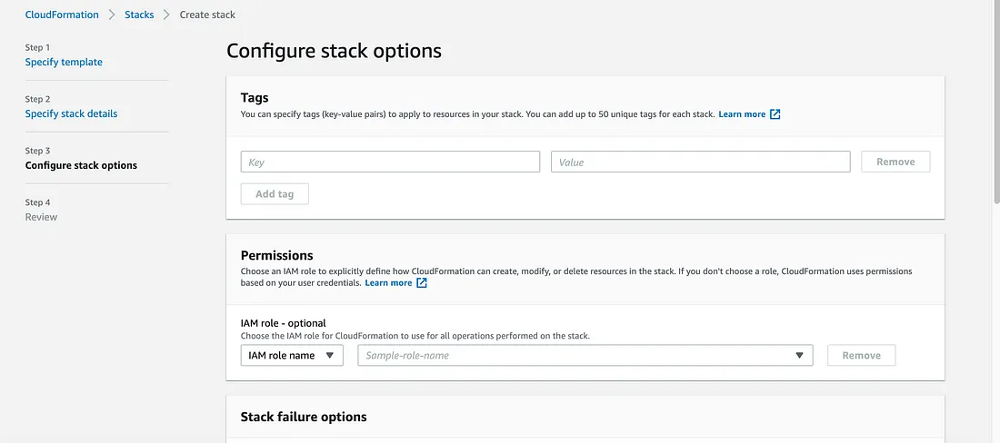 CloudFormation > Stacks > Create stack
Step 1
Specify template
Step 2
Specify stack details
Step 3
Configure stack options
Step 4
Review
Configure stack options
Tags
You can specify tags (key-value pairs) to apply to resources in your stack. You can add up to 50 unique tags for each stack. Learn more
Key Value Remove
Add tag
Permissions
Choose an IAM role to explicitly define how CloudFormation can create, modify, or delete resources in the stack. If you don't choose a role, CloudFormation uses permissions
based on your user credentials. Learn more
IAM role - optional
Choose the IAM role for CloudFormation to use for all operations performed on the stack.
IAM role name Sample-role-name Remove
Stack failure options